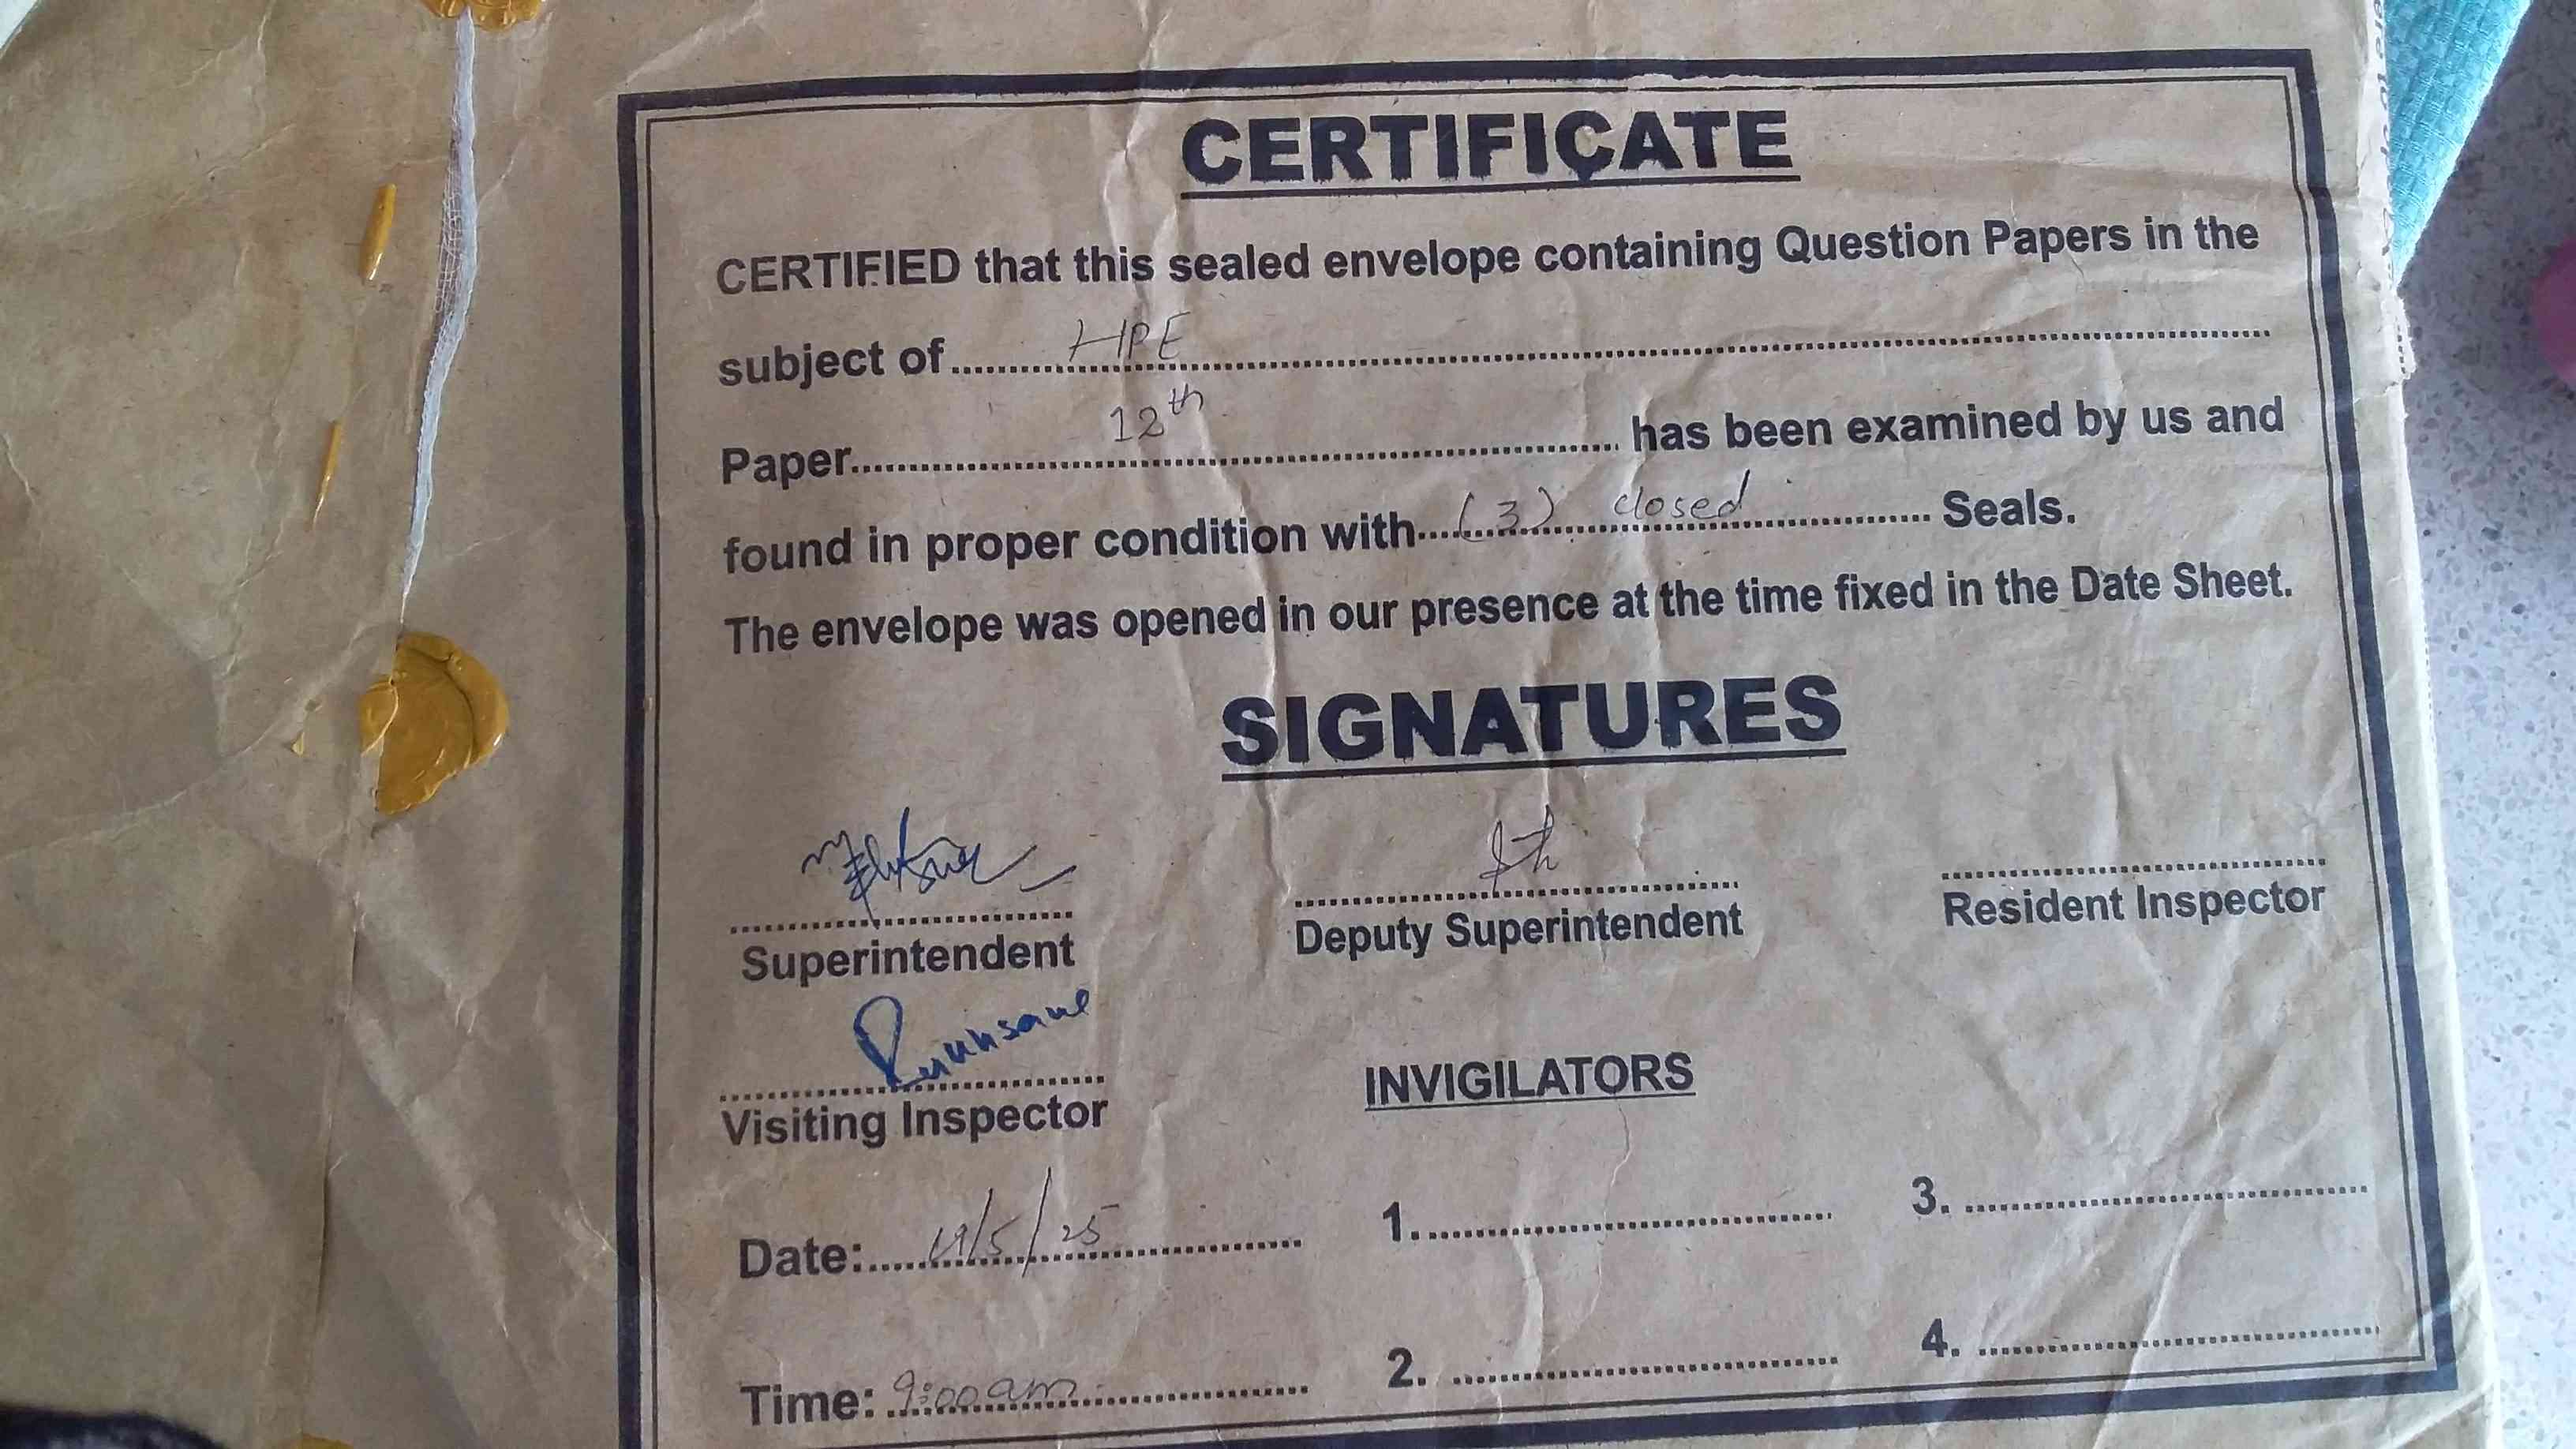 CERTIFICATE
CERTIFIED that this sealed envelope containing Question Papers in the
subject of.....HPE.....
Paper.....12th..... has been examined by us and
found in proper condition with....(3)....closed..... Seals.
The envelope was opened in our presence at the time fixed in the Date Sheet.
SIGNATURES
Superintendent
Deputy Superintendent
Resident Inspector
Visiting Inspector
INVIGILATORS
Date:..... /5/25.....
1..........
3. ..........
Time: 9:00 am..........
2. ..........
4. ..........